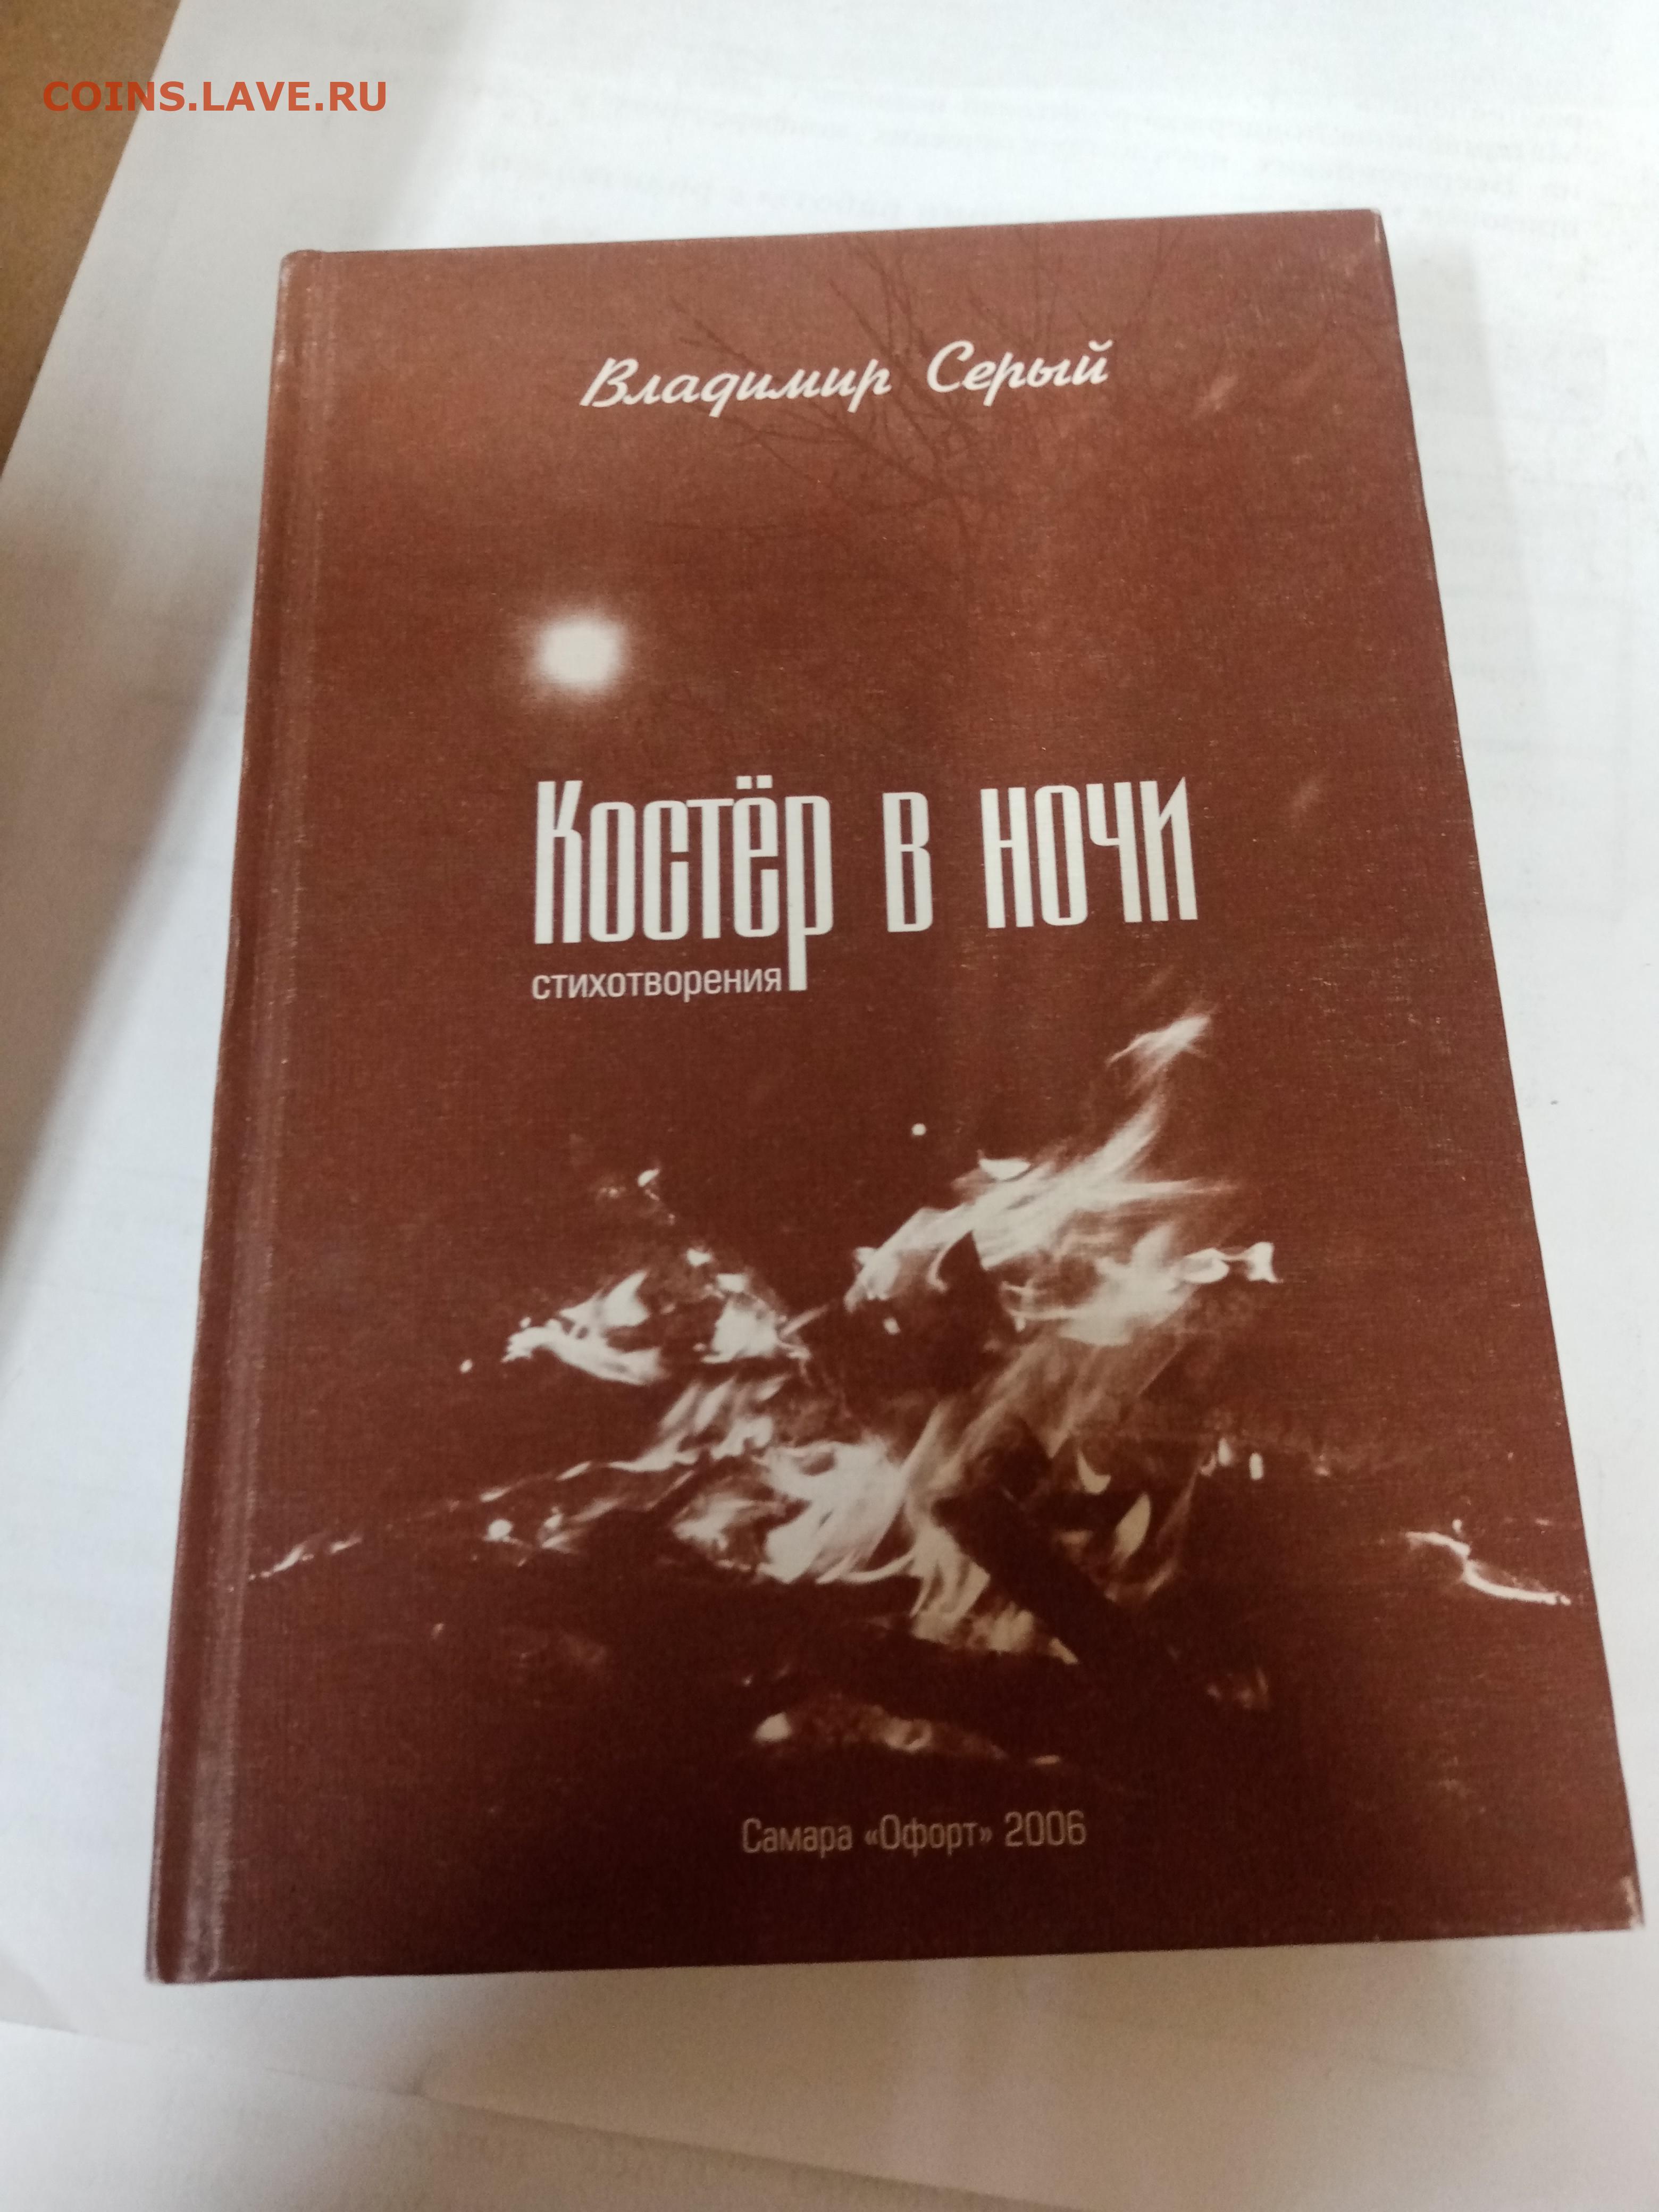 COINS.LAVE.RU
Владимир Серый
Костёр в ночи
стихотворения
Самара «Офорт» 2006